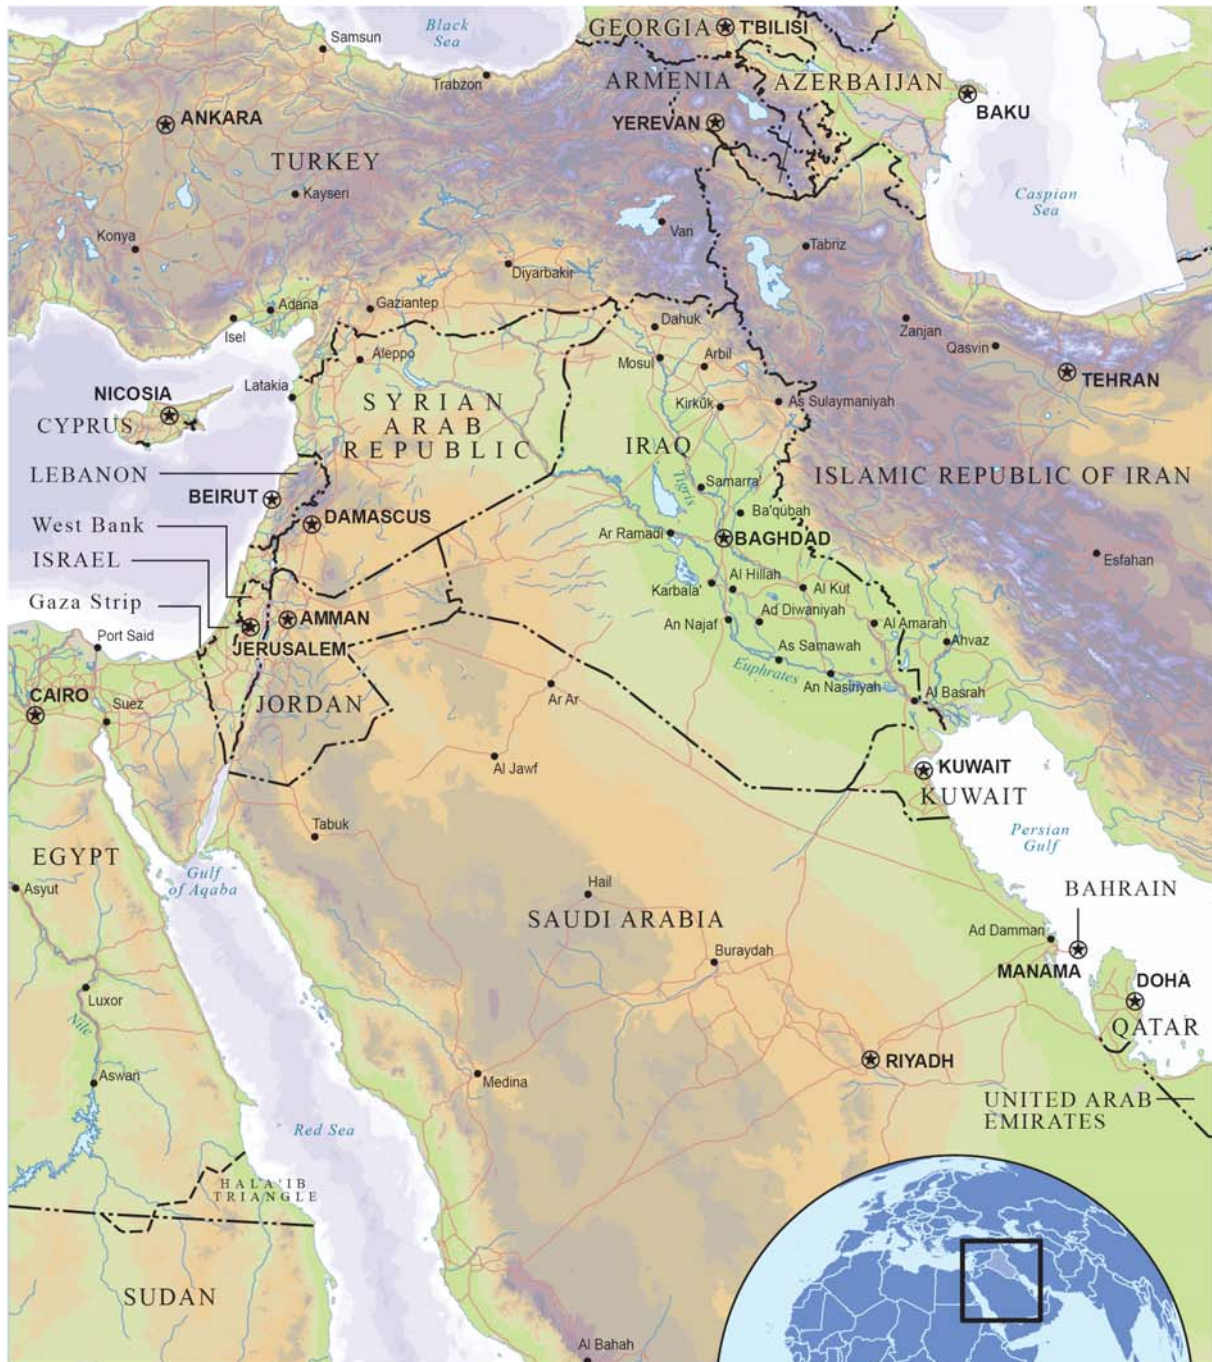 Black
Sea
GEORGIA
T'BILISI
Samsun
Trabzon
ARMENIA
AZERBAIJAN
BAKU
ANKARA
YEREVAN
TURKEY
Kayseri
Caspian
Sea
Van
Konya
Tabriz
Diyarbakir
Adana
Gaziantep
Isel
Dahuk
Zanjan
Qasvin
Aleppo
Mosul
Arbil
TEHRAN
NICOSIA
Latakia
SYRIAN
ARAB
REPUBLIC
Kirkūk
As Sulaymaniyah
CYPRUS
IRAQ
LEBANON
ISLAMIC REPUBLIC OF IRAN
Tigris
Samarra'
BEIRUT
DAMASCUS
Ba'qūbah
West Bank
Ar Ramadi
BAGHDAD
Esfahan
ISRAEL
Karbala'
Al Hillah
Al Kut
Gaza Strip
AMMAN
Ad Diwaniyah
An Najaf
Al Amarah
Port Said
JERUSALEM
As Samawah
Ahvaz
Euphrates
An Nasiriyah
CAIRO
Suez
JORDAN
Ar Ar
Al Basrah
Al Jawf
KUWAIT
KUWAIT
Tabuk
Persian
Gulf
EGYPT
Gulf
of Aqaba
Asyut
Hail
BAHRAIN
SAUDI ARABIA
Ad Damman
Buraydah
MANAMA
DOHA
Luxor
Nile
QATAR
RIYADH
Aswan
Medina
UNITED ARAB
EMIRATES
Red Sea
HALA'IB
TRIANGLE
SUDAN
Al Bahah